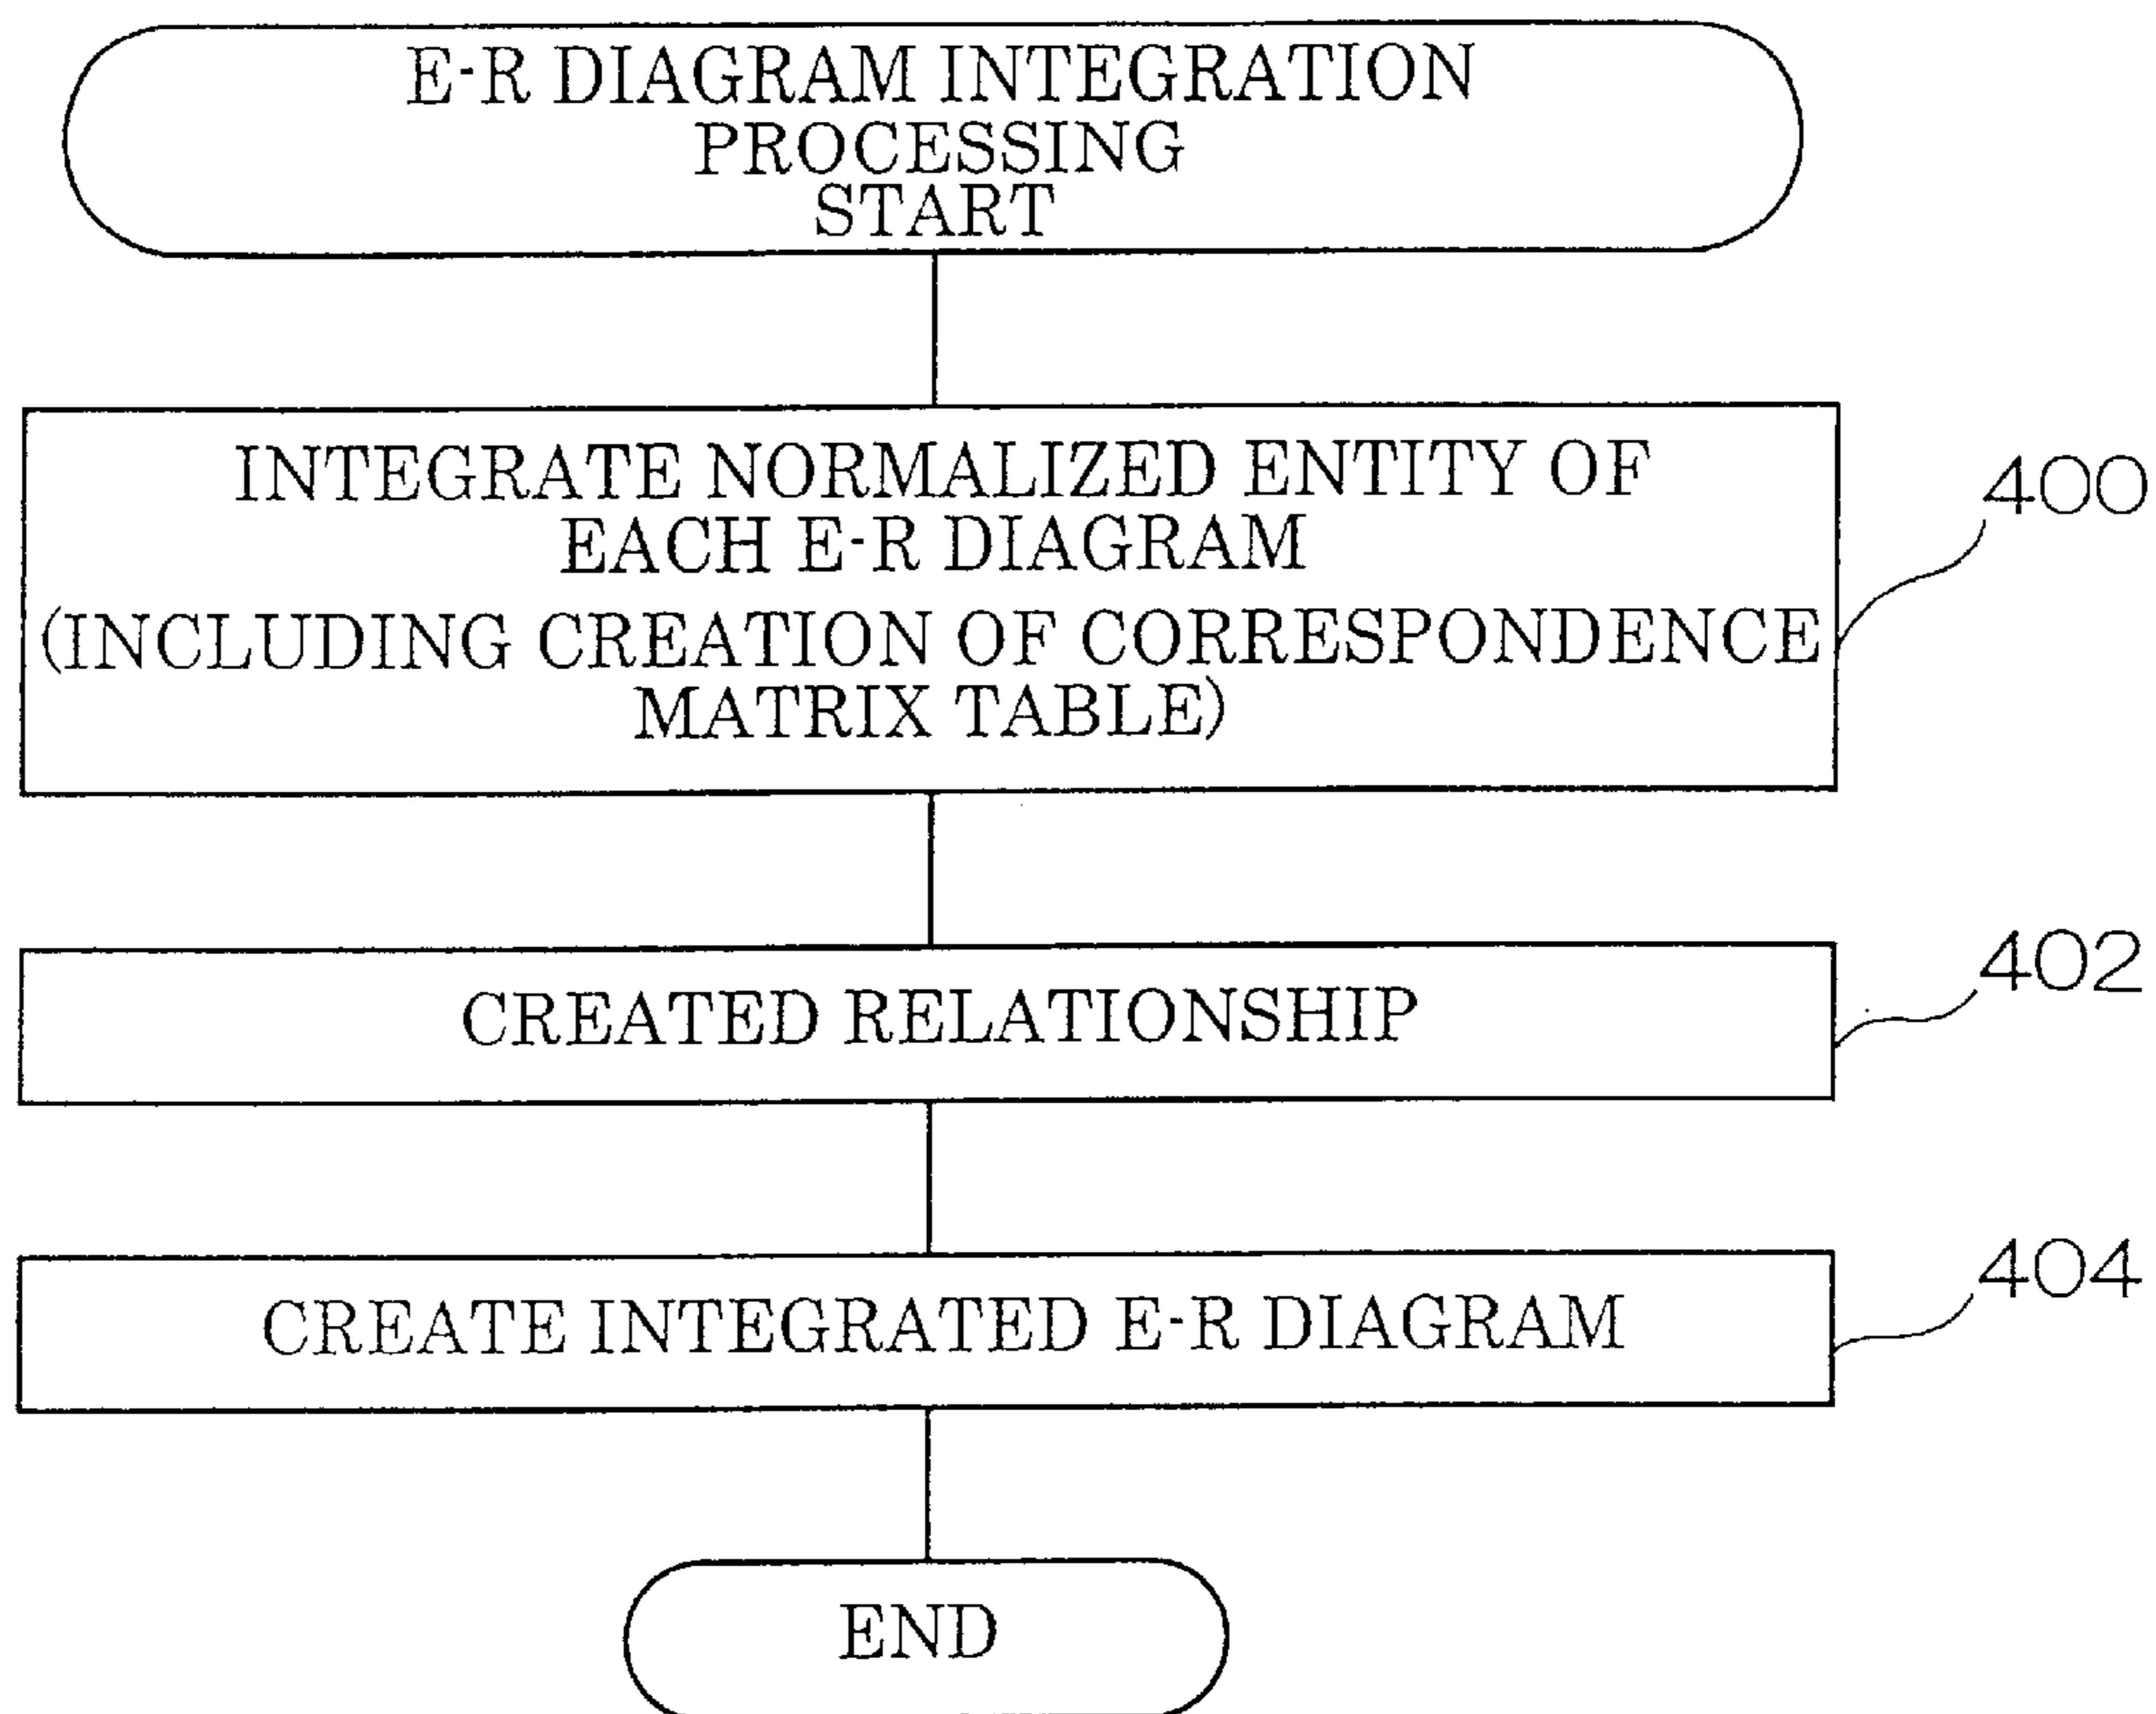 E-R DIAGRAM INTEGRATION
PROCESSING
START
INTEGRATE NORMALIZED ENTITY OF
EACH E-R DIAGRAM
(INCLUDING CREATION OF CORRESPONDENCE
MATRIX TABLE)
400
CREATED RELATIONSHIP
402
CREATE INTEGRATED E-R DIAGRAM
404
END